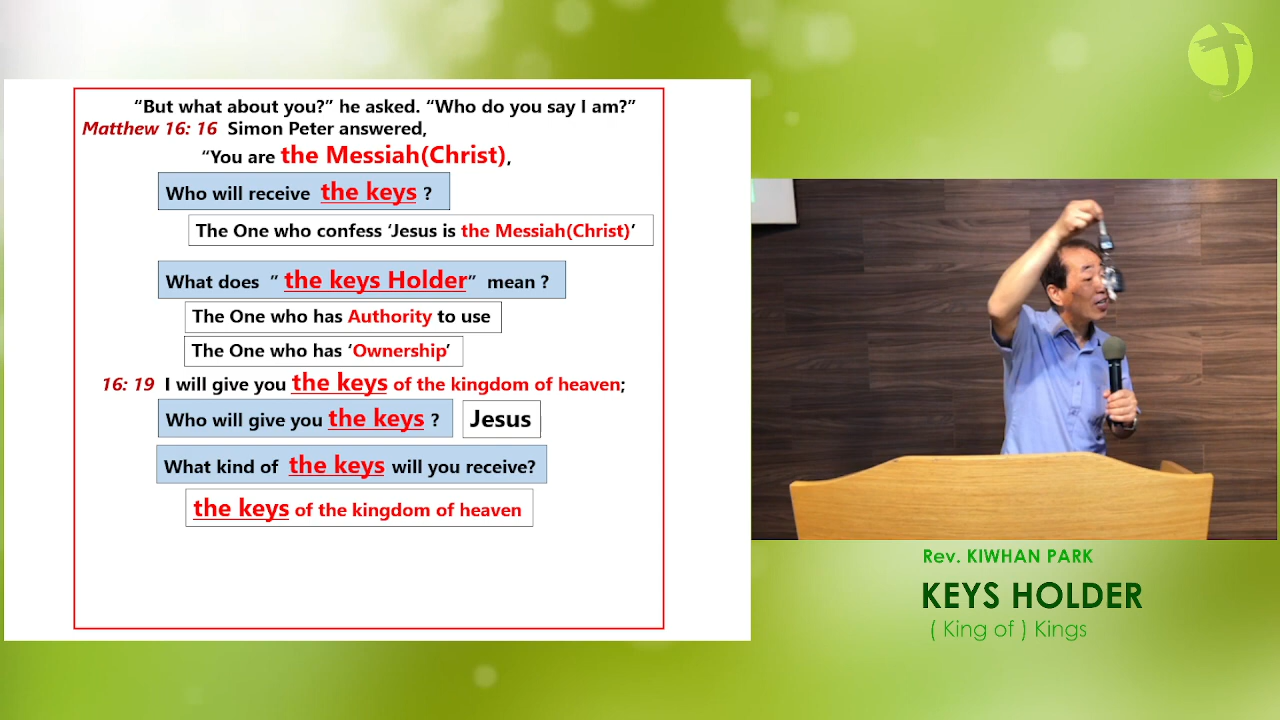 “But what about you?” he asked. “Who do you say I am?”
Matthew 16: 16 Simon Peter answered,
“You are the Messiah(Christ),
Who will receive the keys ?
The One who confess ‘Jesus is the Messiah(Christ)’
What does “ the keys Holder” mean ?
The One who has Authority to use
The One who has ‘Ownership’
16: 19 I will give you the keys of the kingdom of heaven;
Who will give you the keys ?
Jesus
What kind of the keys will you receive?
the keys of the kingdom of heaven
Rev. KIWHAN PARK
KEYS HOLDER
( King of ) Kings